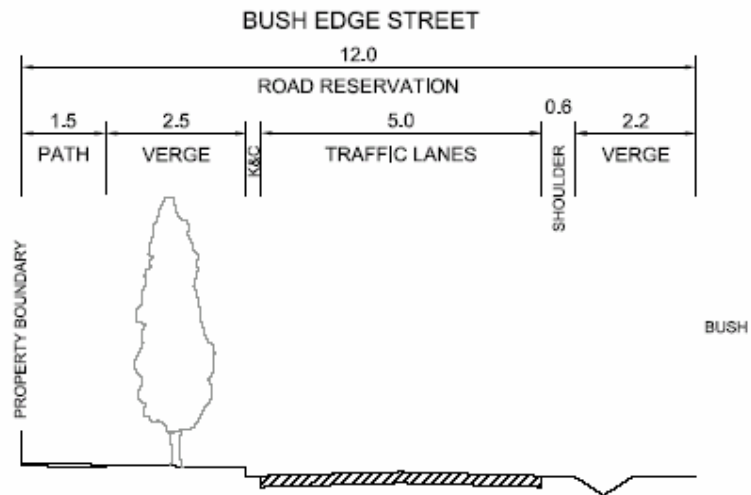 BUSH EDGE STREET
12.0
ROAD RESERVATION
1.5
2.5
5.0
0.6
2.2
PATH
VERGE
K&C
TRAFFIC LANES
SHOULDER
VERGE
PROPERTY BOUNDARY
BUSH